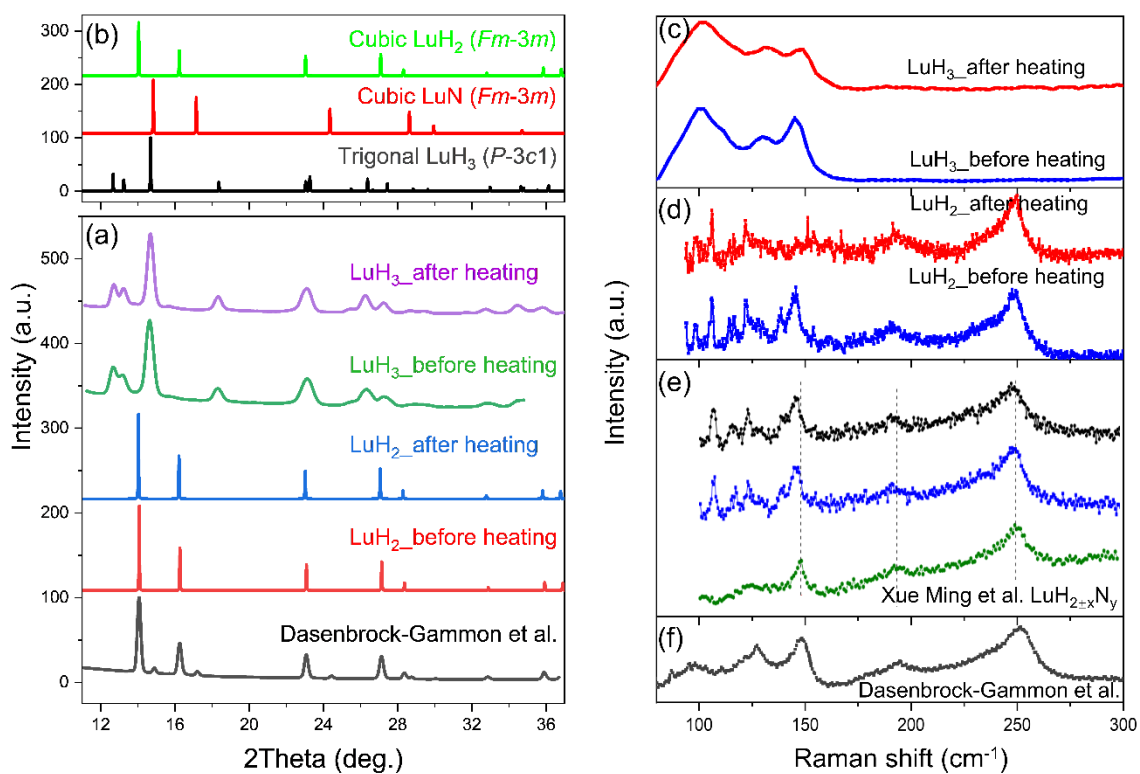 (b)
300
200
100
0
Cubic LuH2 (Fm-3m)
Cubic LuN (Fm-3m)
Trigonal LuH3 (P-3c1)
(a)
500
400
300
200
100
0
LuH3_after heating
LuH3_before heating
LuH2_after heating
LuH2_before heating
Dasenbrock-Gammon et al.
Intensity (a.u.)
12 16 20 24 28 32 36
2Theta (deg.)
(c)
LuH3_after heating
LuH3_before heating
(d)
LuH2_after heating
LuH2_before heating
(e)
Xue Ming et al. LuH2±xNy
(f)
Dasenbrock-Gammon et al.
Intensity (a.u.)
100 150 200 250 300
Raman shift (cm-1)